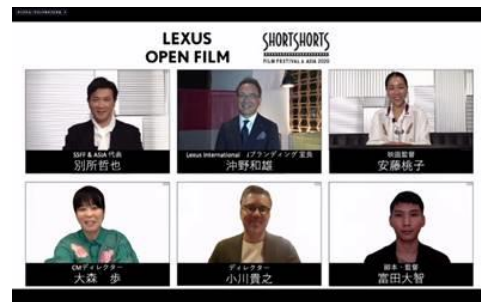 LEXUS
OPEN FILM
SHORTSHORTS
FILM FESTIVAL & ASIA 2020
SSFF & ASIA 代表
別所哲也
Lexus International Jブランディング室長
沖野和雄
映画監督
安藤桃子
CMディレクター
大森 歩
ディレクター
小川貴之
脚本・監督
富田大智